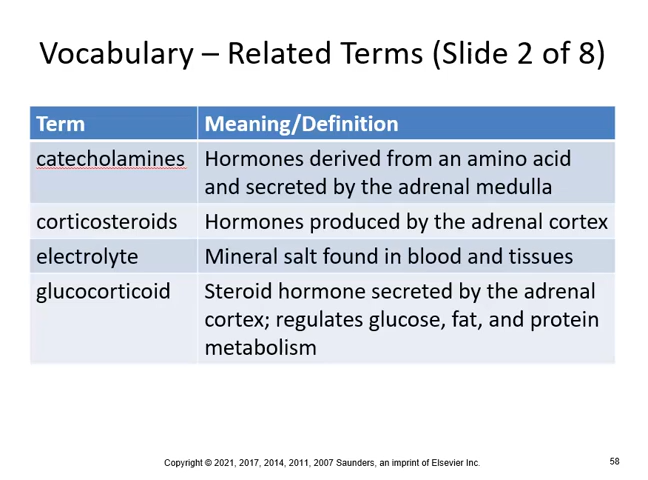 Vocabulary – Related Terms (Slide 2 of 8)
Term Meaning/Definition
catecholamines Hormones derived from an amino acid
and secreted by the adrenal medulla
corticosteroids Hormones produced by the adrenal cortex
electrolyte Mineral salt found in blood and tissues
glucocorticoid Steroid hormone secreted by the adrenal
cortex; regulates glucose, fat, and protein
metabolism
Copyright © 2021, 2017, 2014, 2011, 2007 Saunders, an imprint of Elsevier Inc. 58